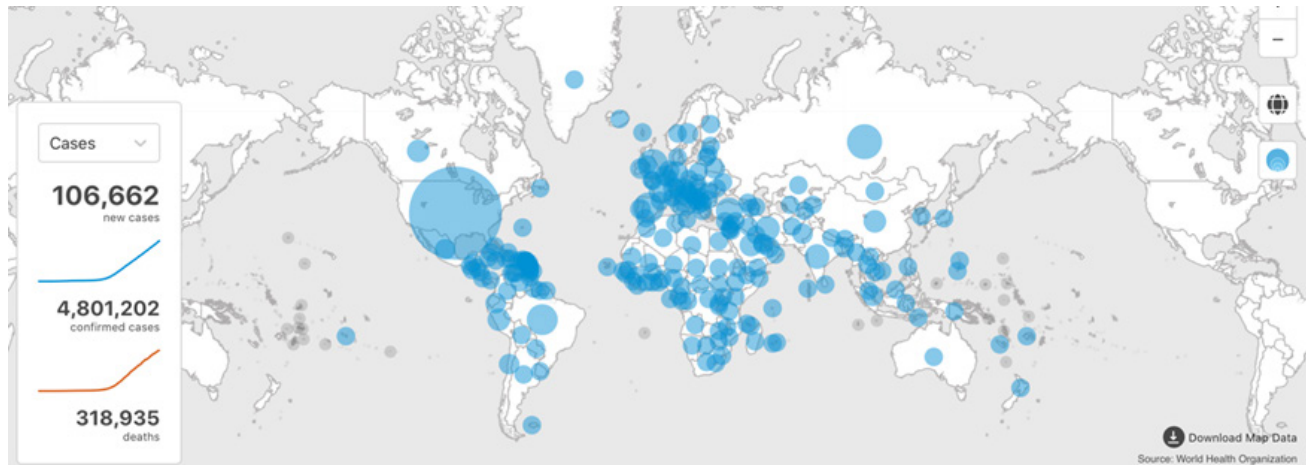 Cases
106,662
new cases
4,801,202
confirmed cases
318,935
deaths
Download Map Data
Source: World Health Organization